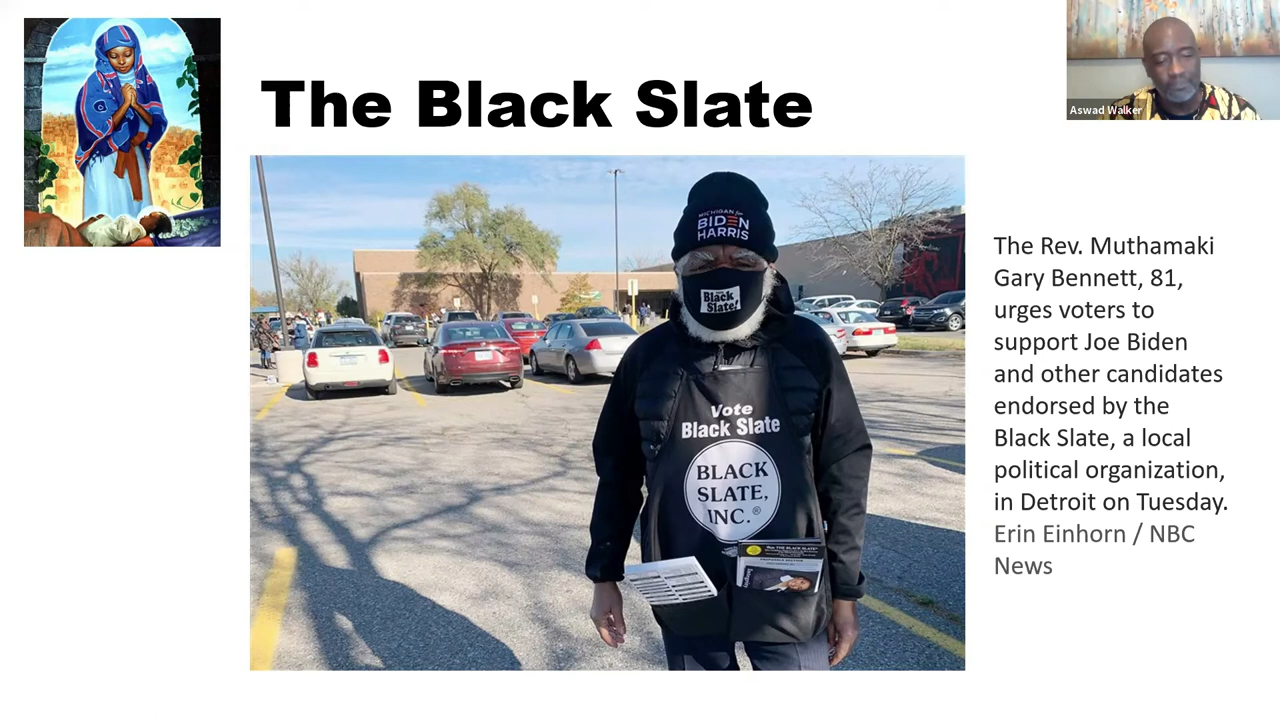 The Black Slate
Aswad Walker
MICHIGAN for
BIDEN
HARRIS
Black
Slate!
Vote
Black Slate
BLACK
SLATE,
INC.®
The Rev. Muthamaki
Gary Bennett, 81,
urges voters to
support Joe Biden
and other candidates
endorsed by the
Black Slate, a local
political organization,
in Detroit on Tuesday.
Erin Einhorn / NBC
News